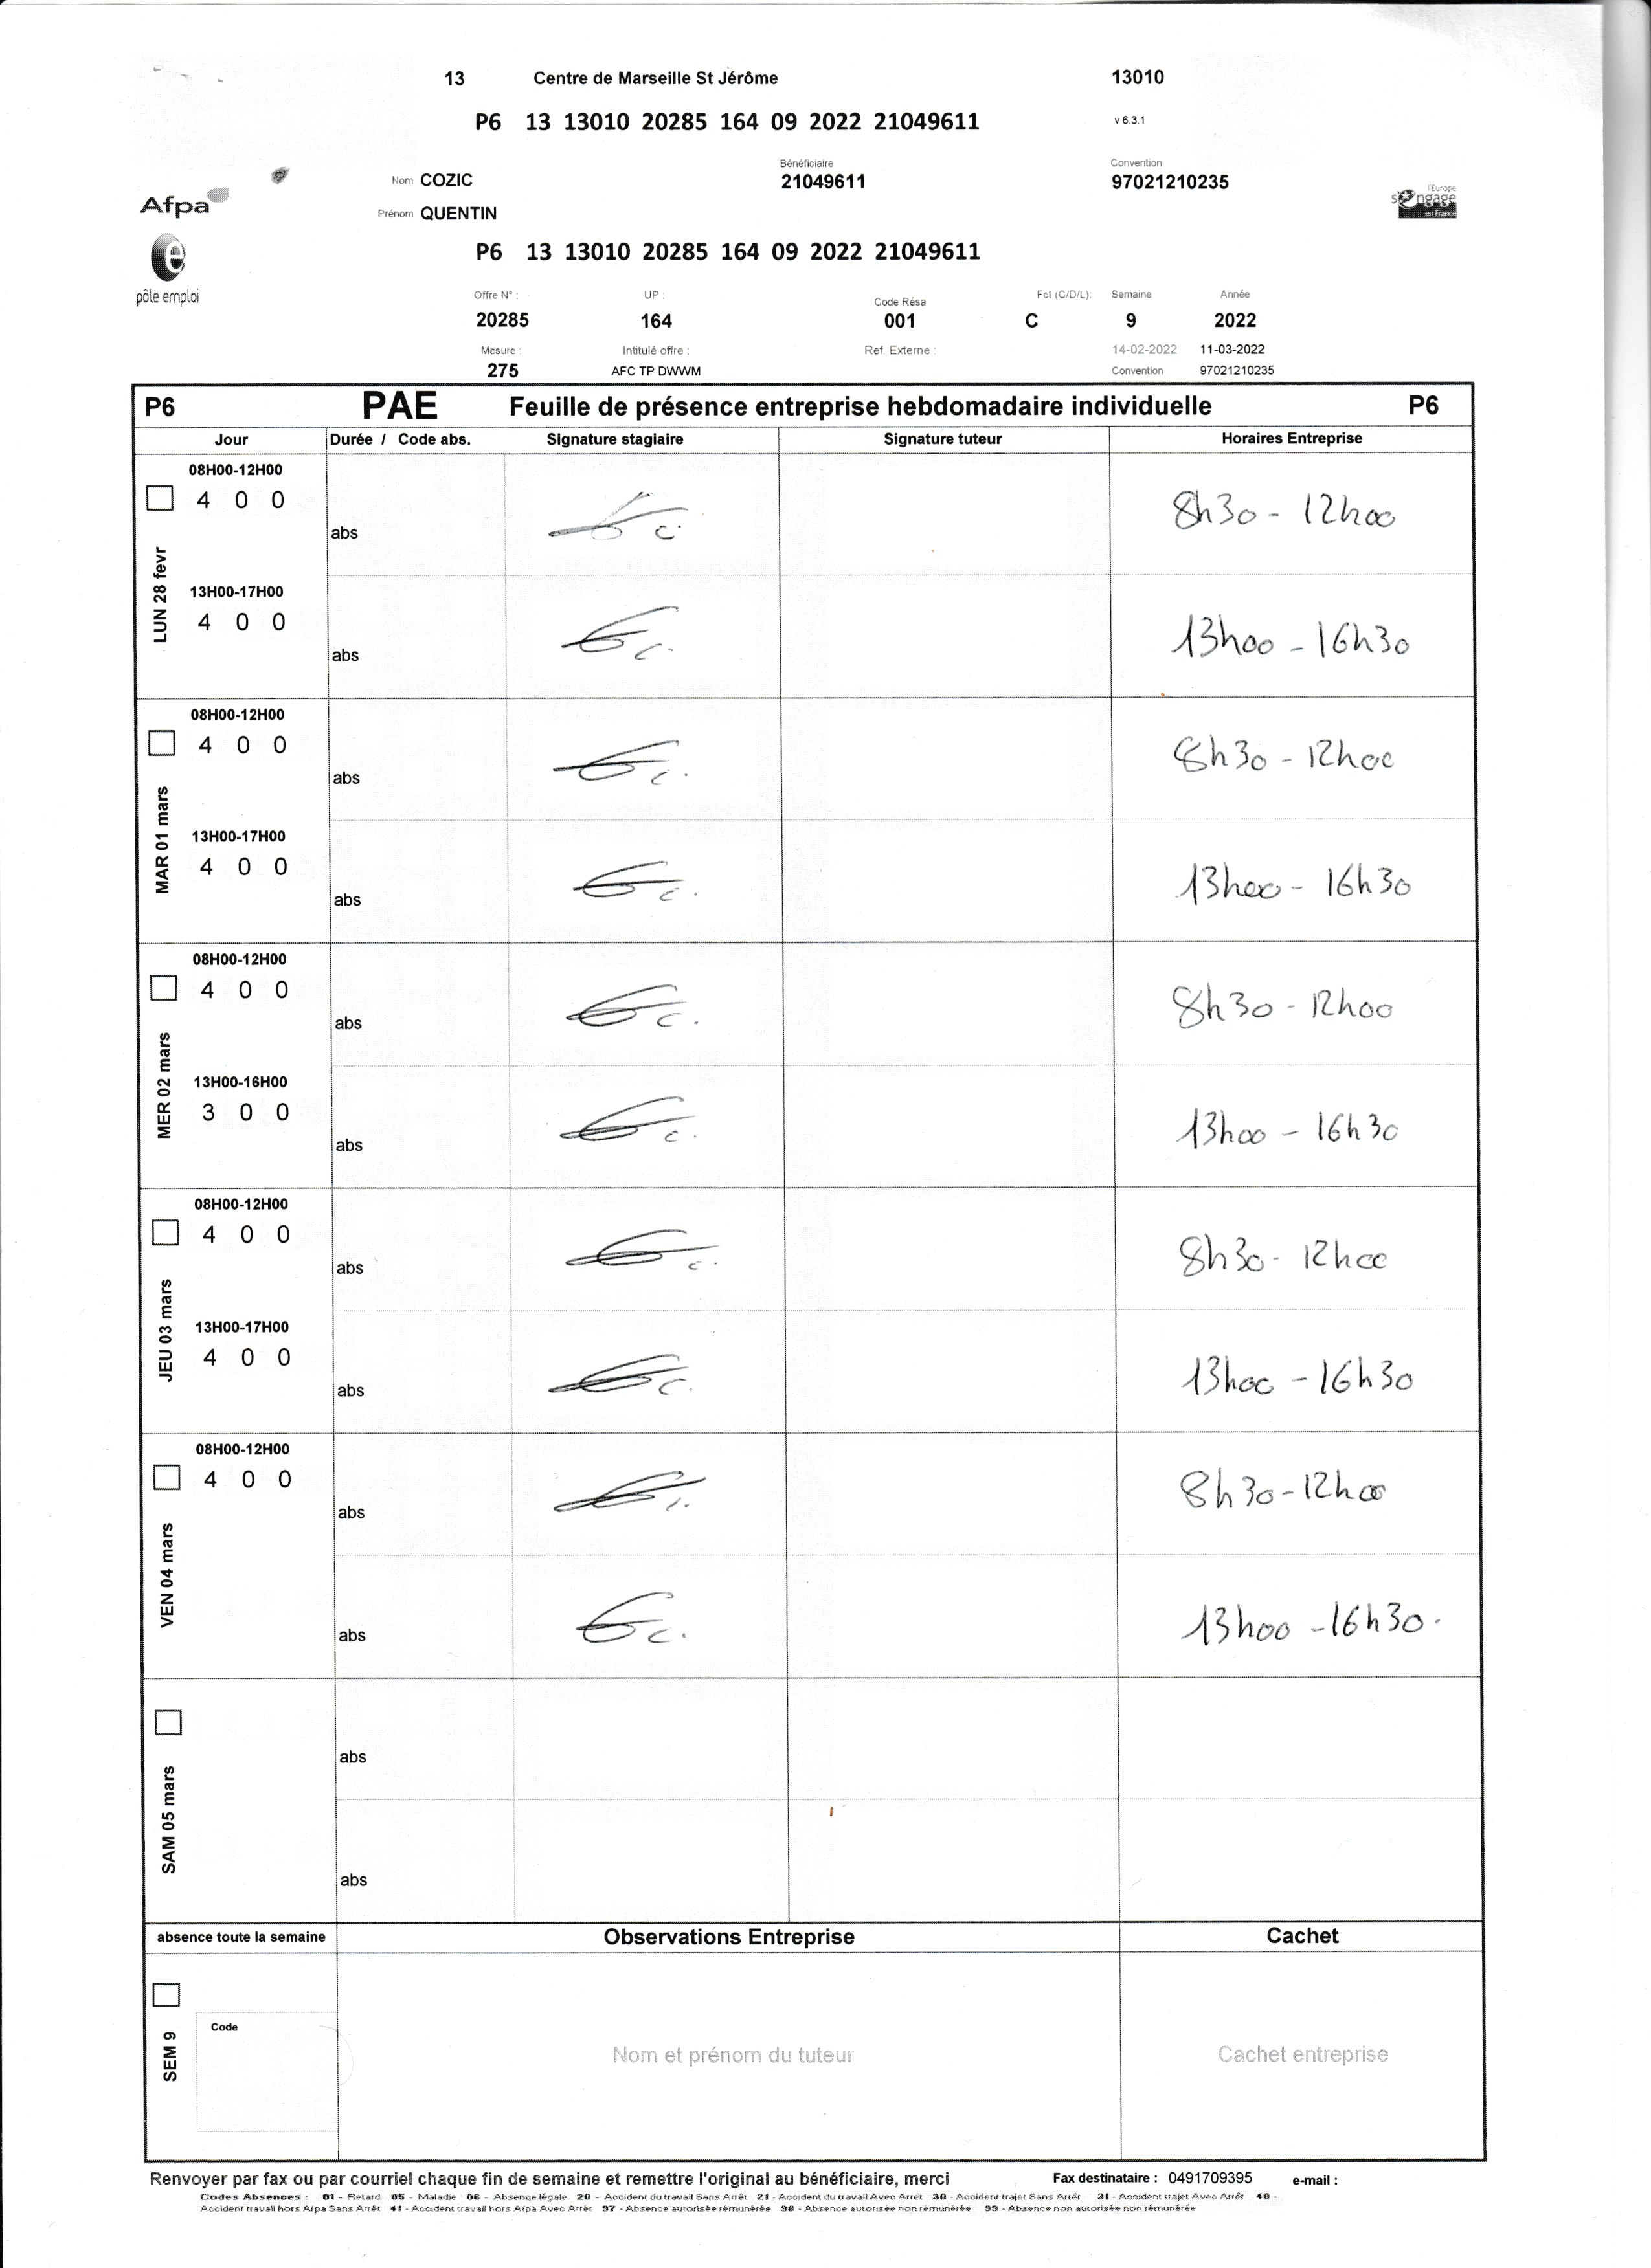 13 Centre de Marseille St Jérôme 13010
P6 13 13010 20285 164 09 2022 21049611 v 6.3.1
Bénéficiaire Convention
Nom COZIC 21049611 97021210235
Afpa
Prénom QUENTIN
l'Europe
s'engage
en France
P6 13 13010 20285 164 09 2022 21049611
pôle emploi
Offre N° : UP : Code Résa Fct (C/D/L): Semaine Année
20285 164 001 C 9 2022
Mesure : Intitulé offre : Ref. Externe : 14-02-2022 11-03-2022
275 AFC TP DWWM Convention 97021210235
P6 PAE Feuille de présence entreprise hebdomadaire individuelle P6
Jour Durée / Code abs. Signature stagiaire Signature tuteur Horaires Entreprise
LUN 28 fevr
08H00-12H00
4 0 0
abs
8h30 - 12h00
13H00-17H00
4 0 0
abs
13h00 - 16h30
MAR 01 mars
08H00-12H00
4 0 0
abs
8h30 - 12h00
13H00-17H00
4 0 0
abs
13h00 - 16h30
MER 02 mars
08H00-12H00
4 0 0
abs
8h30 - 12h00
13H00-16H00
3 0 0
abs
13h00 - 16h30
JEU 03 mars
08H00-12H00
4 0 0
abs
8h30 - 12h00
13H00-17H00
4 0 0
abs
13h00 - 16h30
VEN 04 mars
08H00-12H00
4 0 0
abs
8h30 - 12h00
abs
13h00 - 16h30.
SAM 05 mars
abs
abs
absence toute la semaine Observations Entreprise Cachet
SEM 9
Code
Nom et prénom du tuteur Cachet entreprise
Renvoyer par fax ou par courriel chaque fin de semaine et remettre l'original au bénéficiaire, merci Fax destinataire : 0491709395 e-mail :
Codes Absences : 01 - Retard 05 - Maladie 06 - Absence légale 20 - Accident du travail Sans Arrêt 21 - Accident du travail Avec Arrêt 30 - Accident trajet Sans Arrêt 31 - Accident trajet Avec Arrêt 40 -
Accident travail hors Afpa Sans Arrêt 41 - Accident travail hors Afpa Avec Arrêt 97 - Absence autorisée rémunérée 98 - Absence autorisée non rémunérée 99 - Absence non autorisée non rémunérée